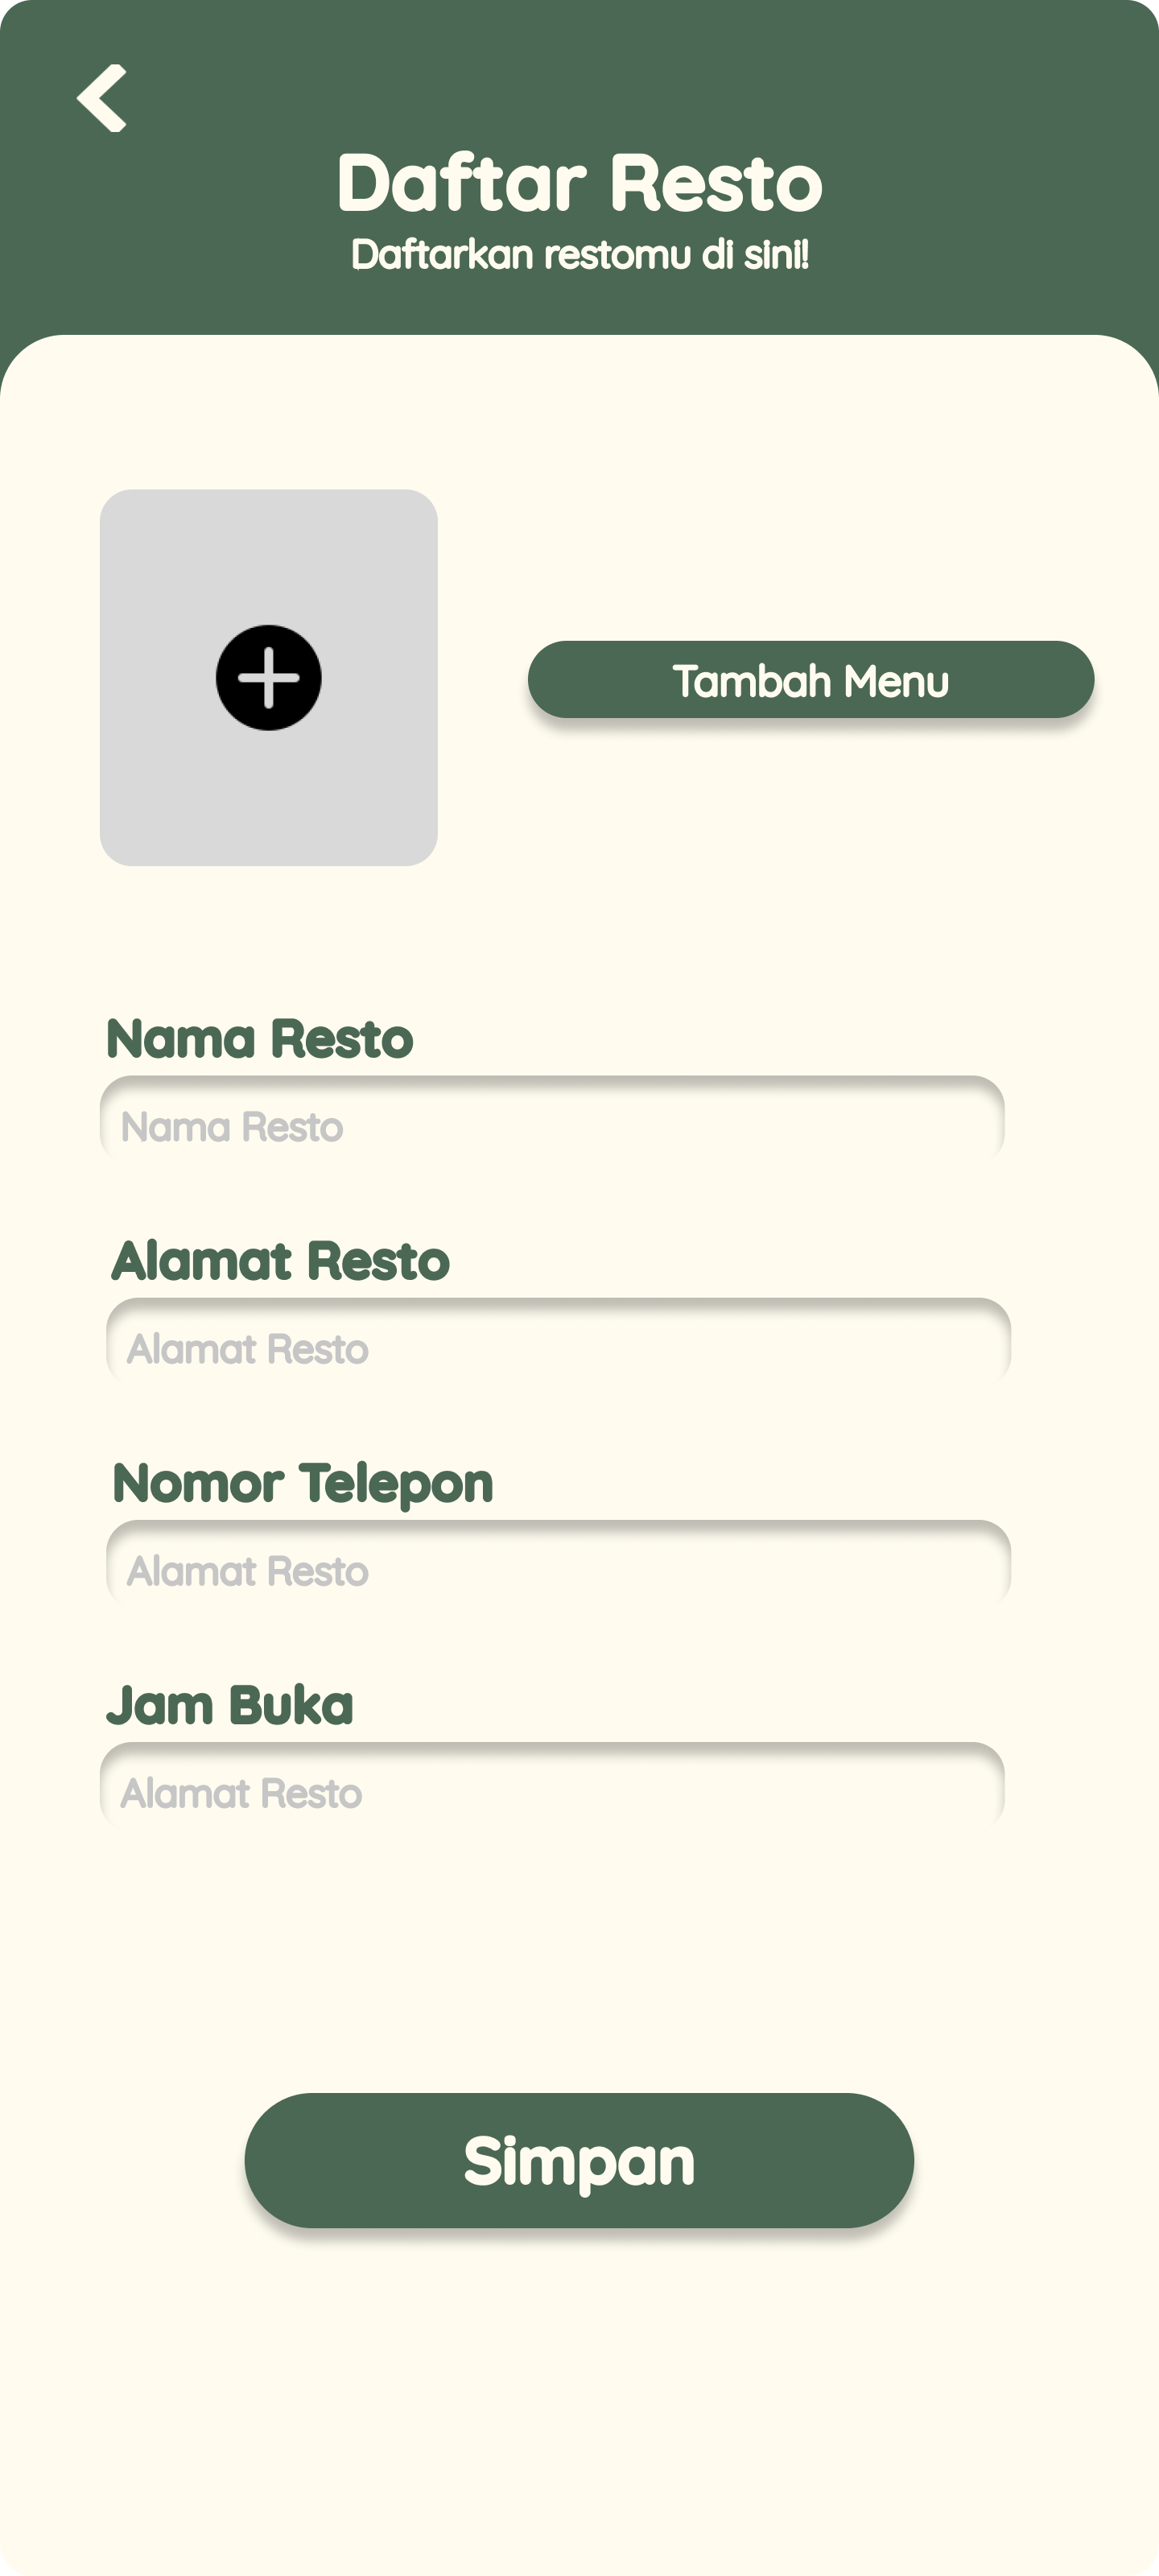 Daftar Resto
Daftarkan restomu di sini!
Tambah Menu
Nama Resto
Nama Resto
Alamat Resto
Alamat Resto
Nomor Telepon
Alamat Resto
Jam Buka
Alamat Resto
Simpan